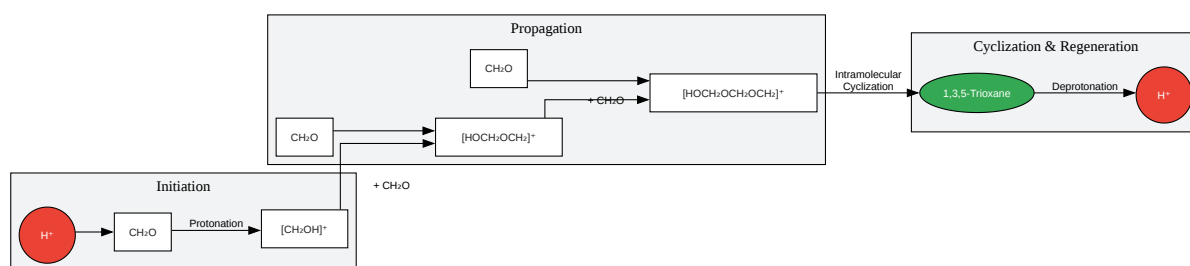 Initiation
H⁺
CH₂O
Protonation
[CH₂OH]⁺
+ CH₂O
Propagation
CH₂O
[HOCH₂OCH₂]⁺
+ CH₂O
CH₂O
[HOCH₂OCH₂OCH₂]⁺
Intramolecular
Cyclization
Cyclization & Regeneration
1,3,5-Trioxane
Deprotonation
H⁺